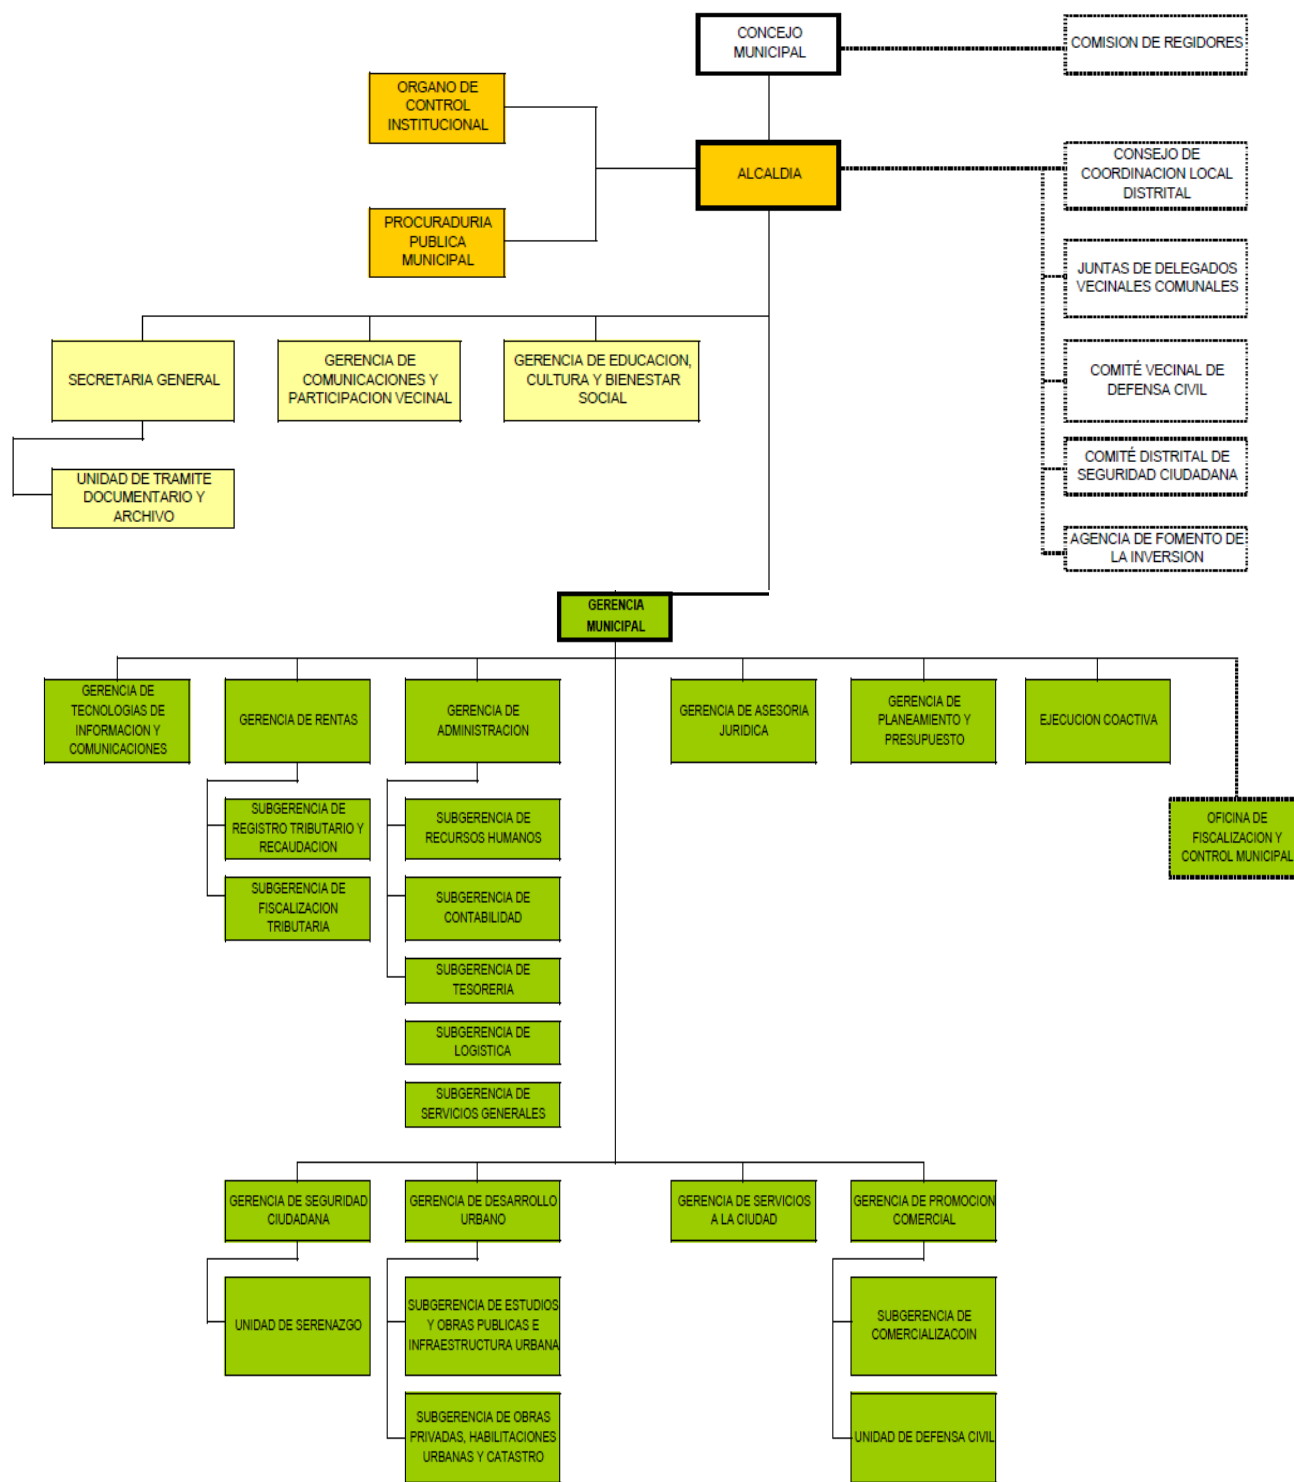 CONCEJO
MUNICIPAL
COMISION DE REGIDORES
ORGANO DE
CONTROL
INSTITUCIONAL
ALCALDIA
CONSEJO DE
COORDINACION LOCAL
DISTRITAL
PROCURADURIA
PUBLICA
MUNICIPAL
JUNTAS DE DELEGADOS
VECINALES COMUNALES
SECRETARIA GENERAL
GERENCIA DE
COMUNICACIONES Y
PARTICIPACION VECINAL
GERENCIA DE EDUCACION,
CULTURA Y BIENESTAR
SOCIAL
COMITÉ VECINAL DE
DEFENSA CIVIL
UNIDAD DE TRAMITE
DOCUMENTARIO Y
ARCHIVO
COMITÉ DISTRITAL DE
SEGURIDAD CIUDADANA
AGENCIA DE FOMENTO DE
LA INVERSION
GERENCIA
MUNICIPAL
GERENCIA DE
TECNOLOGIAS DE
INFORMACION Y
COMUNICACIONES
GERENCIA DE RENTAS
GERENCIA DE
ADMINISTRACION
GERENCIA DE ASESORIA
JURIDICA
GERENCIA DE
PLANEAMIENTO Y
PRESUPUESTO
EJECUCION COACTIVA
SUBGERENCIA DE
REGISTRO TRIBUTARIO Y
RECAUDACION
SUBGERENCIA DE
RECURSOS HUMANOS
OFICINA DE
FISCALIZACION Y
CONTROL MUNICIPAL
SUBGERENCIA DE
FISCALIZACION
TRIBUTARIA
SUBGERENCIA DE
CONTABILIDAD
SUBGERENCIA DE
TESORERIA
SUBGERENCIA DE
LOGISTICA
SUBGERENCIA DE
SERVICIOS GENERALES
GERENCIA DE SEGURIDAD
CIUDADANA
GERENCIA DE DESARROLLO
URBANO
GERENCIA DE SERVICIOS
A LA CIUDAD
GERENCIA DE PROMOCION
COMERCIAL
UNIDAD DE SERENAZGO
SUBGERENCIA DE ESTUDIOS
Y OBRAS PUBLICAS E
INFRAESTRUCTURA URBANA
SUBGERENCIA DE
COMERCIALIZACOIN
SUBGERENCIA DE OBRAS
PRIVADAS, HABILITACIONES
URBANAS Y CATASTRO
UNIDAD DE DEFENSA CIVIL